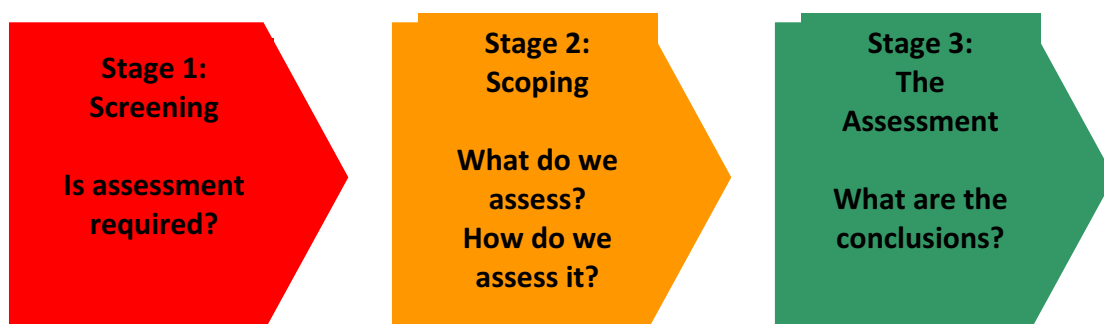 Stage 1:
Screening
Is assessment
required?
Stage 2:
Scoping
What do we
assess?
How do we
assess it?
Stage 3:
The
Assessment
What are the
conclusions?